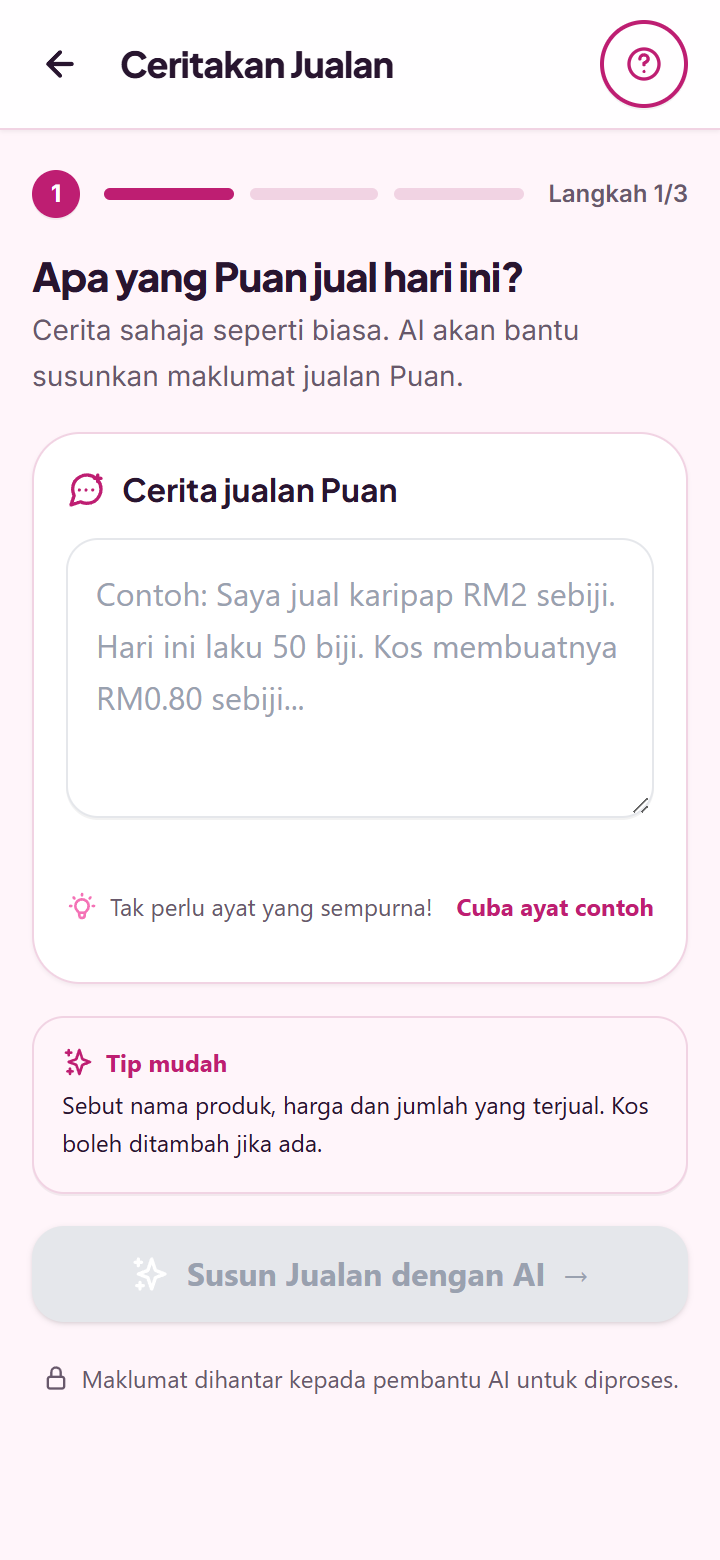 Ceritakan Jualan
1
Langkah 1/3
Apa yang Puan jual hari ini?
Cerita sahaja seperti biasa. AI akan bantu
susunkan maklumat jualan Puan.
Cerita jualan Puan
Contoh: Saya jual karipap RM2 sebiji.
Hari ini laku 50 biji. Kos membuatnya
RM0.80 sebiji...
Tak perlu ayat yang sempurna! Cuba ayat contoh
Tip mudah
Sebut nama produk, harga dan jumlah yang terjual. Kos
boleh ditambah jika ada.
Susun Jualan dengan AI →
Maklumat dihantar kepada pembantu AI untuk diproses.